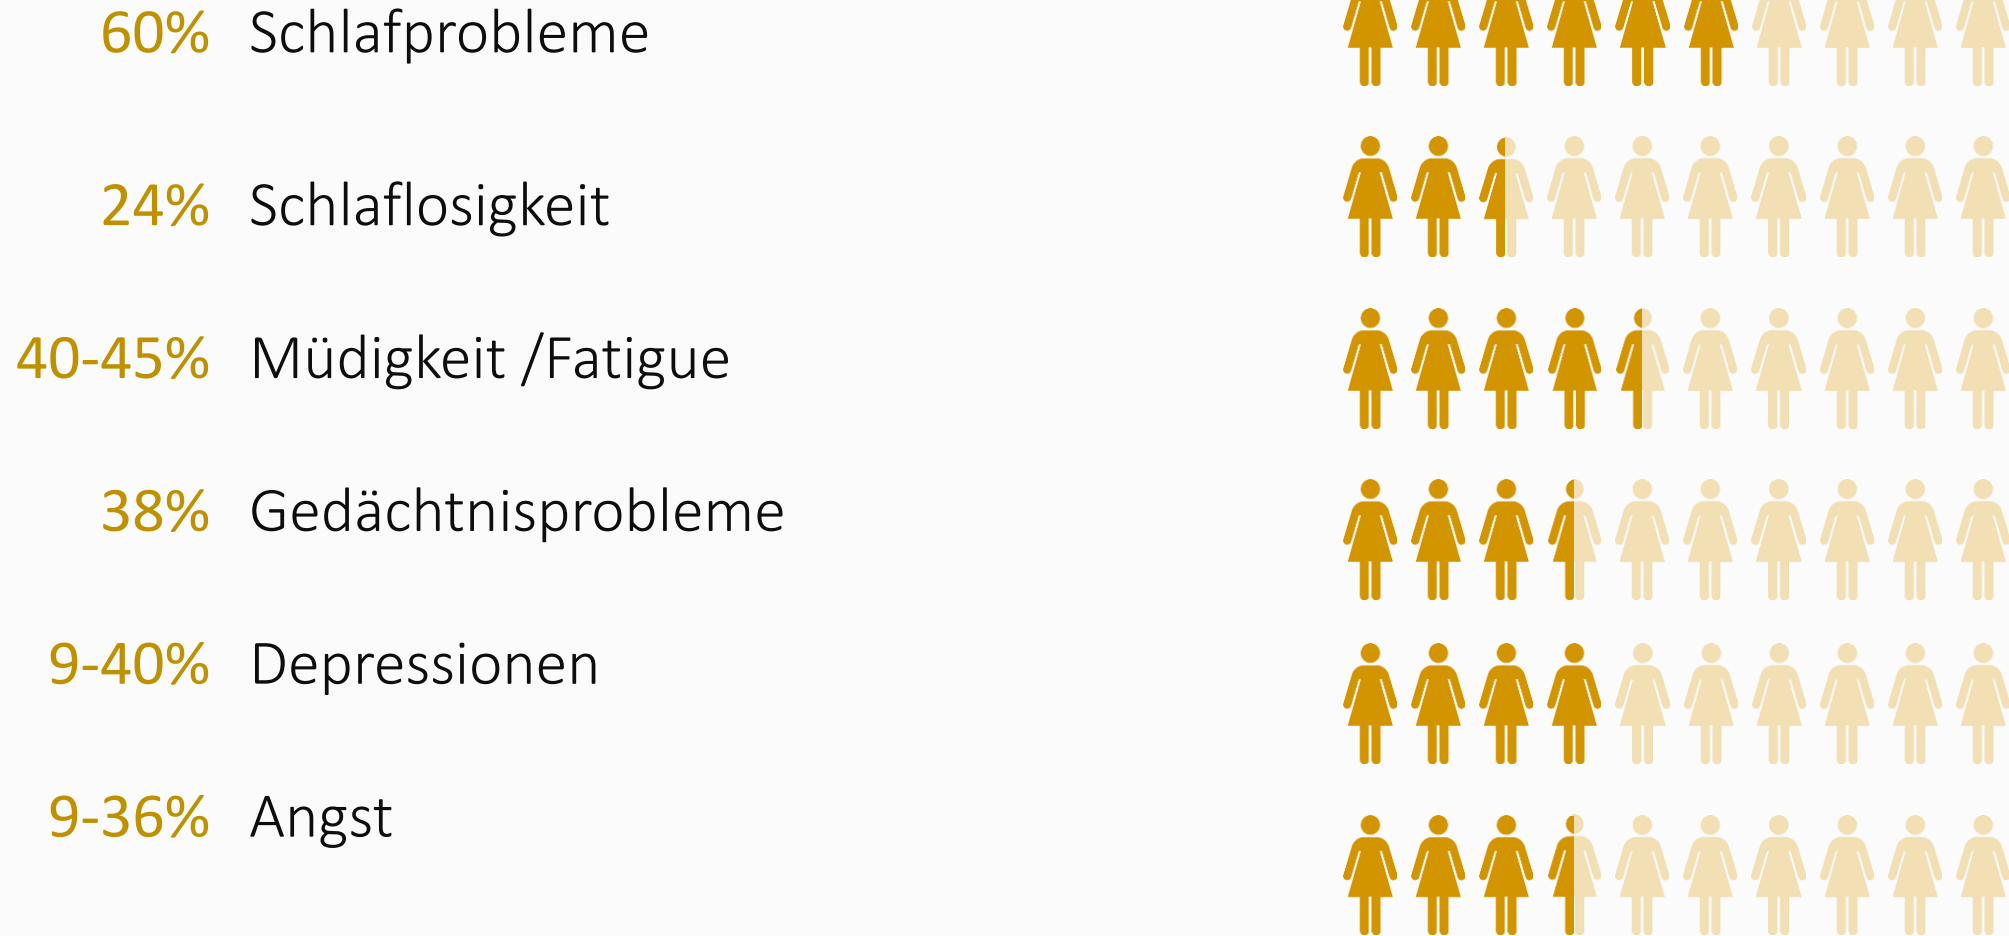 60% Schlafprobleme
24% Schlaflosigkeit
40-45% Müdigkeit /Fatigue
38% Gedächtnisprobleme
9-40% Depressionen
9-36% Angst